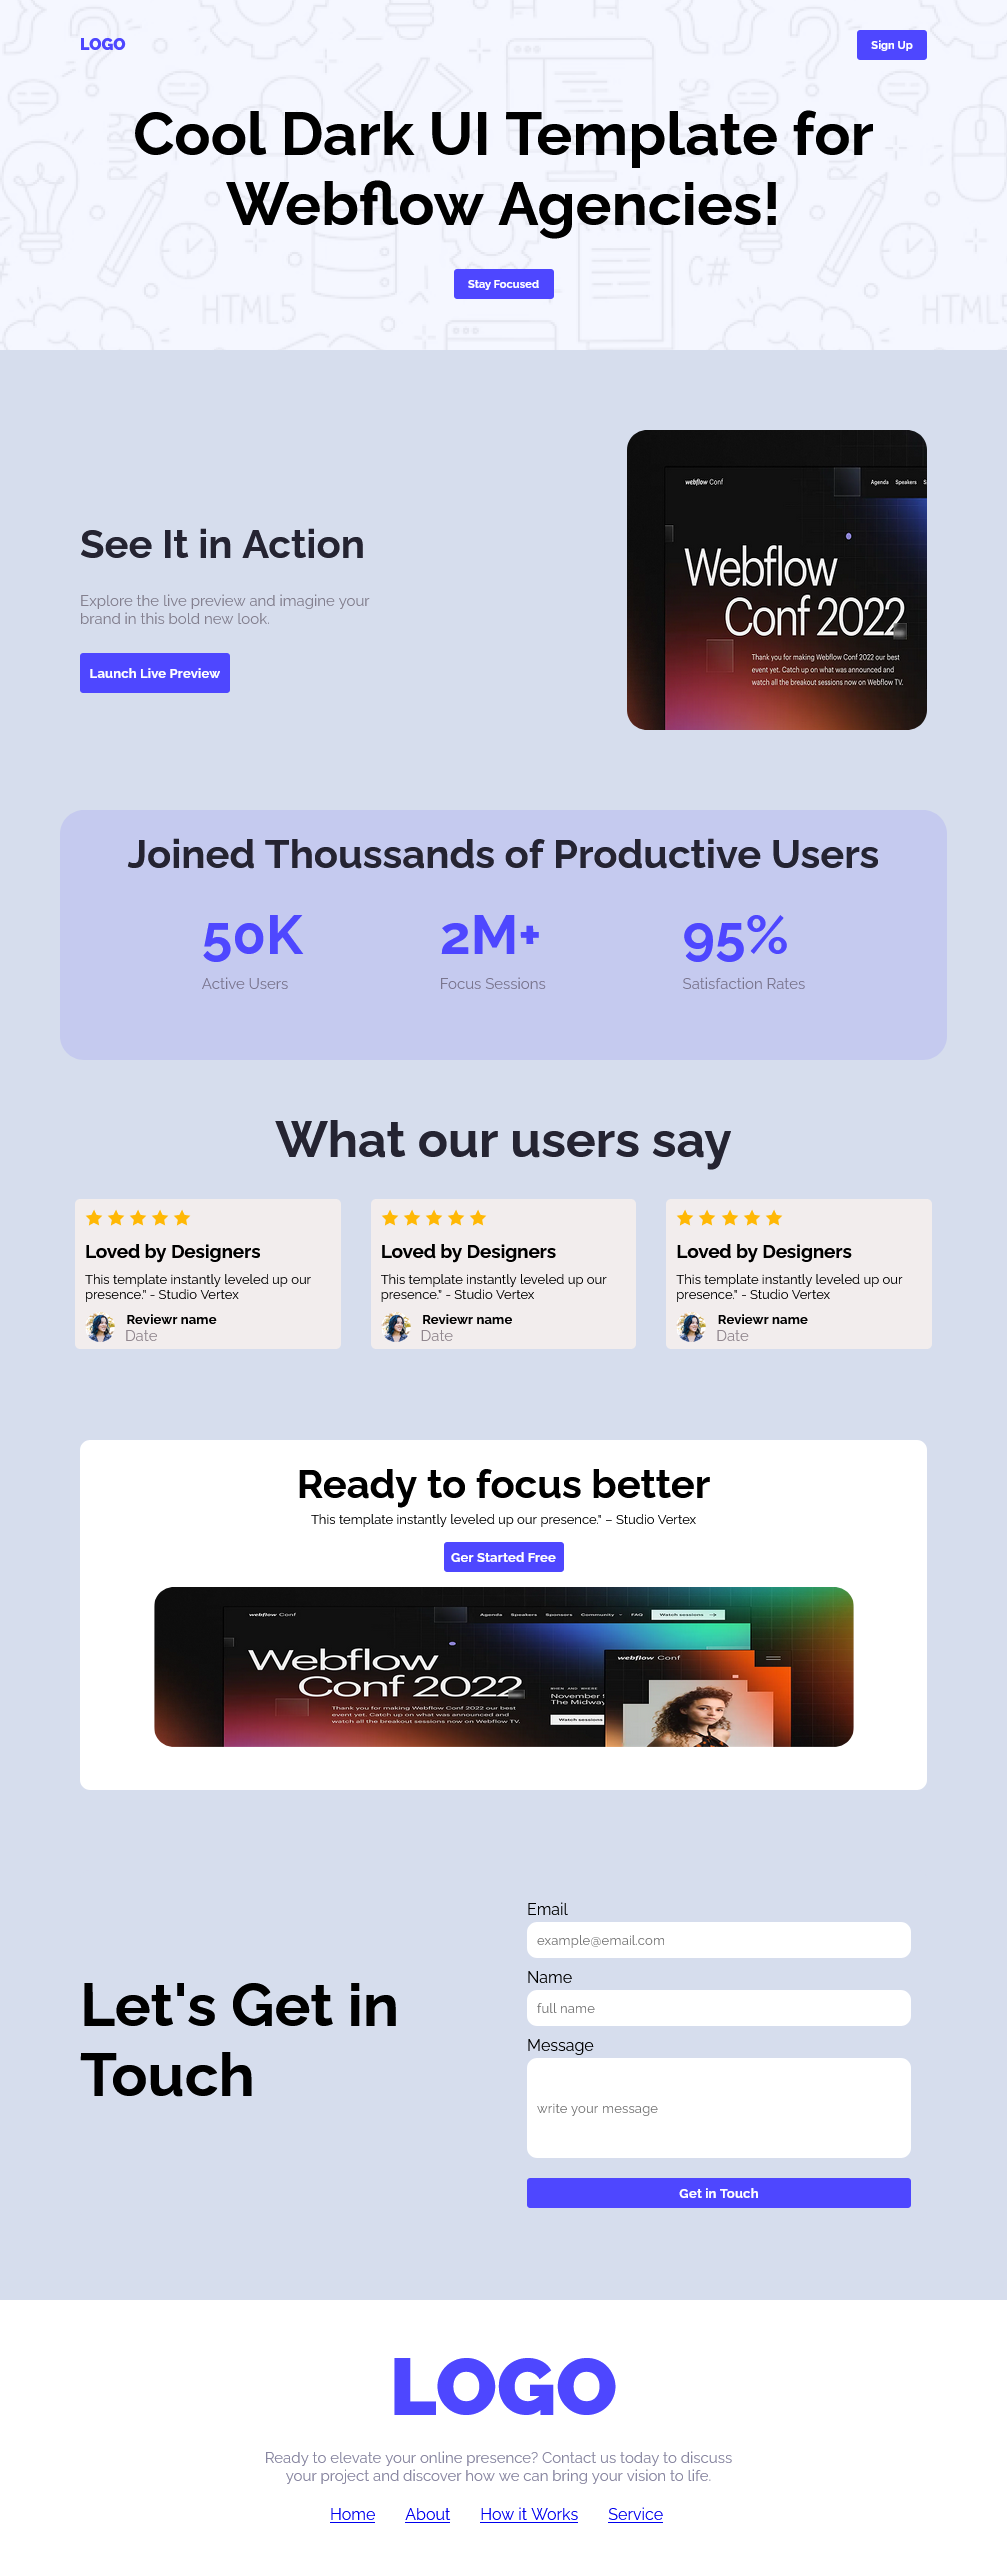 LOGO
Sign Up
Cool Dark UI Template for
Webflow Agencies!
Stay Focused
HTML5
C#
HTML5
See It in Action
Explore the live preview and imagine your
brand in this bold new look.
Launch Live Preview
webflow Conf
Agenda Speakers
Webflow
Conf 2022
Thank you for making Webflow Conf 2022 our best
event yet. Catch up on what was announced and
watch all the breakout sessions now on Webflow TV.
Joined Thoussands of Productive Users
50K
2M+
95%
Active Users
Focus Sessions
Satisfaction Rates
What our users say
Loved by Designers
This template instantly leveled up our
presence.” - Studio Vertex
Reviewr name
Date
Loved by Designers
This template instantly leveled up our
presence.” - Studio Vertex
Reviewr name
Date
Loved by Designers
This template instantly leveled up our
presence.” - Studio Vertex
Reviewr name
Date
Ready to focus better
This template instantly leveled up our presence.” – Studio Vertex
Ger Started Free
webflow Conf
Agenda Speakers Sponsors Community FAQ Watch sessions →
Webflow
Conf 2022
Thank you for making Webflow Conf 2022 our best
event yet. Catch up on what was announced and
watch all the breakout sessions now on Webflow TV.
WHEN AND WHERE
November
The Midway
Watch sessions
webflow Conf
Email
example@email.com
Name
full name
Message
write your message
Get in Touch
Let's Get in
Touch
LOGO
Ready to elevate your online presence? Contact us today to discuss
your project and discover how we can bring your vision to life.
Home About How it Works Service